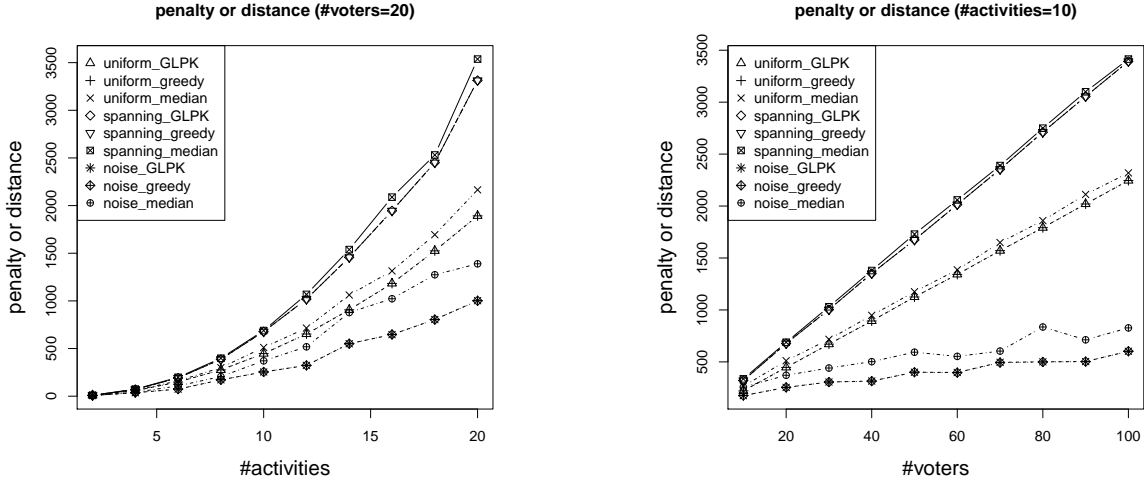 penalty or distance (#voters=20)
uniform_GLPK
uniform_greedy
uniform_median
spanning_GLPK
spanning_greedy
spanning_median
noise_GLPK
noise_greedy
noise_median
penalty or distance
0
500
1000
1500
2000
2500
3000
3500
5
10
15
20
#activities
penalty or distance (#activities=10)
uniform_GLPK
uniform_greedy
uniform_median
spanning_GLPK
spanning_greedy
spanning_median
noise_GLPK
noise_greedy
noise_median
penalty or distance
500
1000
1500
2000
2500
3000
3500
20
40
60
80
100
#voters